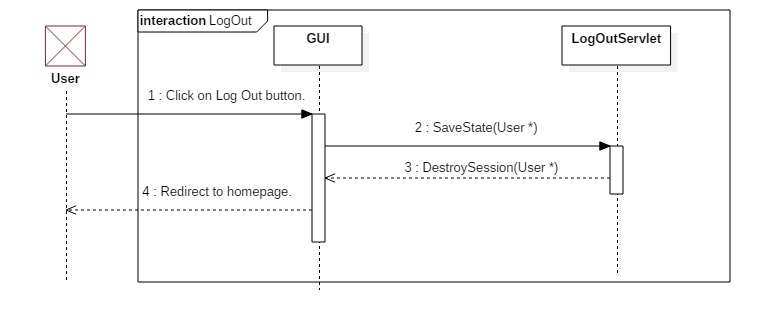 interaction LogOut
GUI
LogOutServlet
User
1 : Click on Log Out button.
2 : SaveState(User *)
3 : DestroySession(User *)
4 : Redirect to homepage.